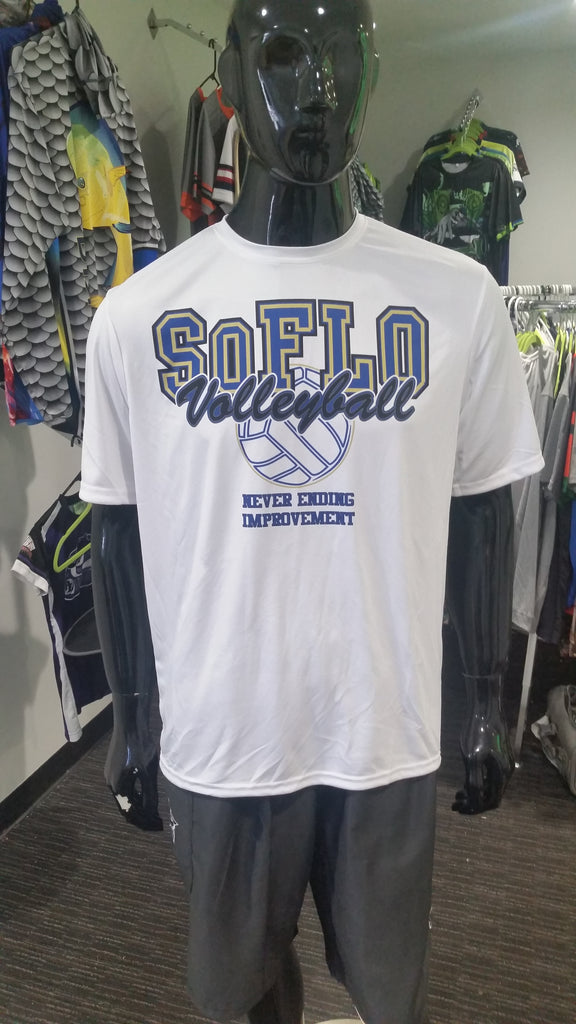 SoFLO
Volleyball
NEVER ENDING
IMPROVEMENT